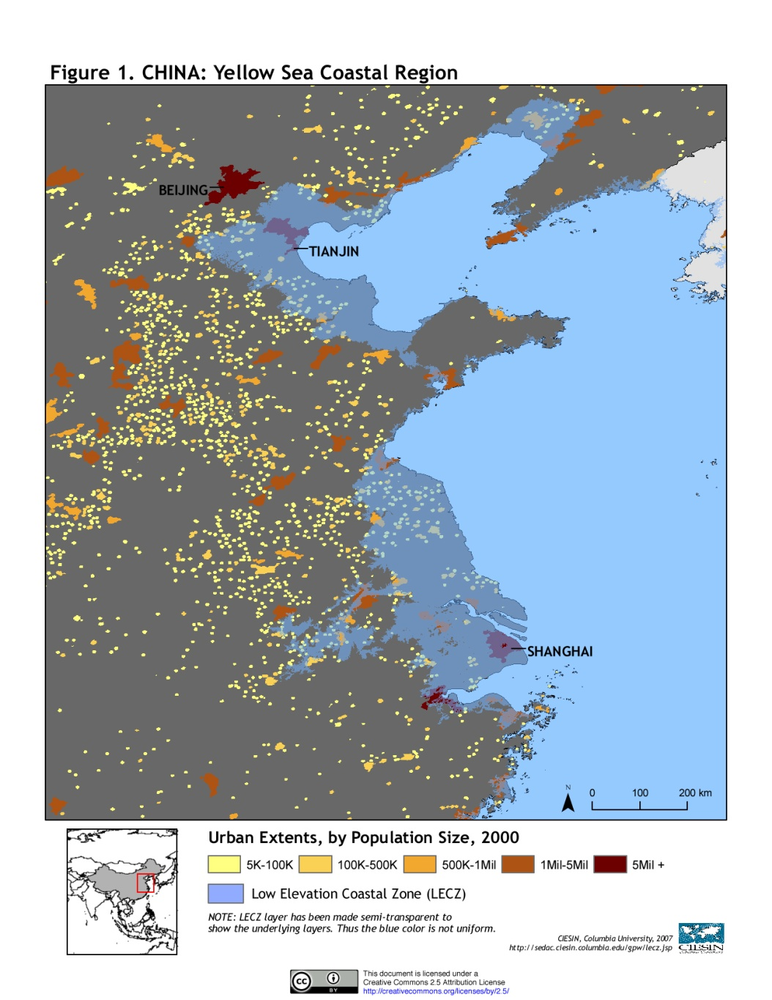 Figure 1. CHINA: Yellow Sea Coastal Region
BEIJING
TIANJIN
SHANGHAI
N
0 100 200 km
Urban Extents, by Population Size, 2000
5K-100K 100K-500K 500K-1Mil 1Mil-5Mil 5Mil +
Low Elevation Coastal Zone (LECZ)
NOTE: LECZ layer has been made semi-transparent to
show the underlying layers. Thus the blue color is not uniform.
CIESIN, Columbia University, 2007
http://sedac.ciesin.columbia.edu/gpw/lecz.jsp
CIESIN
cc BY
This document is licensed under a
Creative Commons 2.5 Attribution License
http://creativecommons.org/licenses/by/2.5/